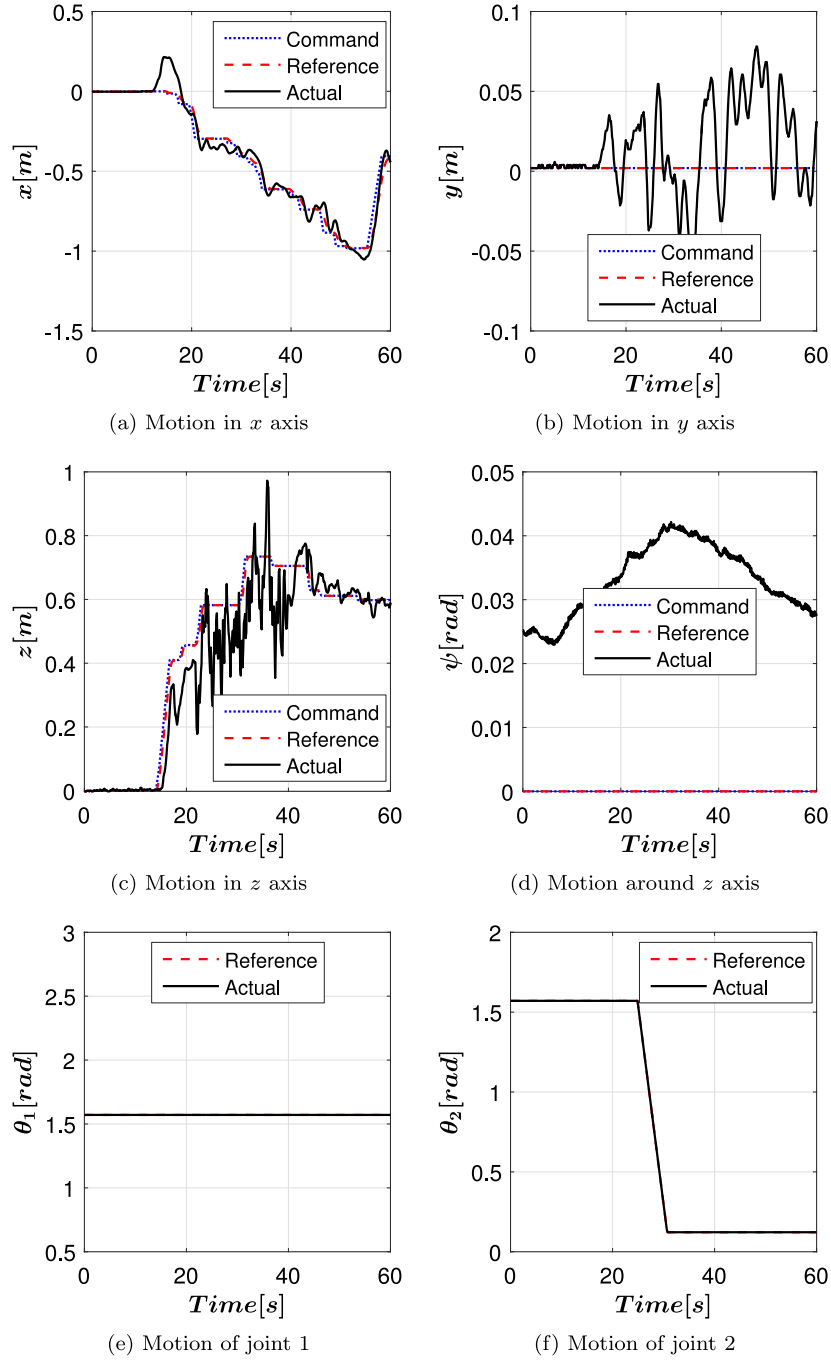 0.5
0
-0.5
-1
-1.5
x[m]
Command
Reference
Actual
0 20 40 60
Time[s]
(a) Motion in x axis
0.1
0.05
0
-0.05
-0.1
y[m]
Command
Reference
Actual
0 20 40 60
Time[s]
(b) Motion in y axis
1
0.8
0.6
0.4
0.2
0
z[m]
Command
Reference
Actual
0 20 40 60
Time[s]
(c) Motion in z axis
0.05
0.04
0.03
0.02
0.01
0
ψ[rad]
Command
Reference
Actual
0 20 40 60
Time[s]
(d) Motion around z axis
3
2.5
2
1.5
1
0.5
θ₁[rad]
Reference
Actual
0 20 40 60
Time[s]
(e) Motion of joint 1
2
1.5
1
0.5
0
θ₂[rad]
Reference
Actual
0 20 40 60
Time[s]
(f) Motion of joint 2